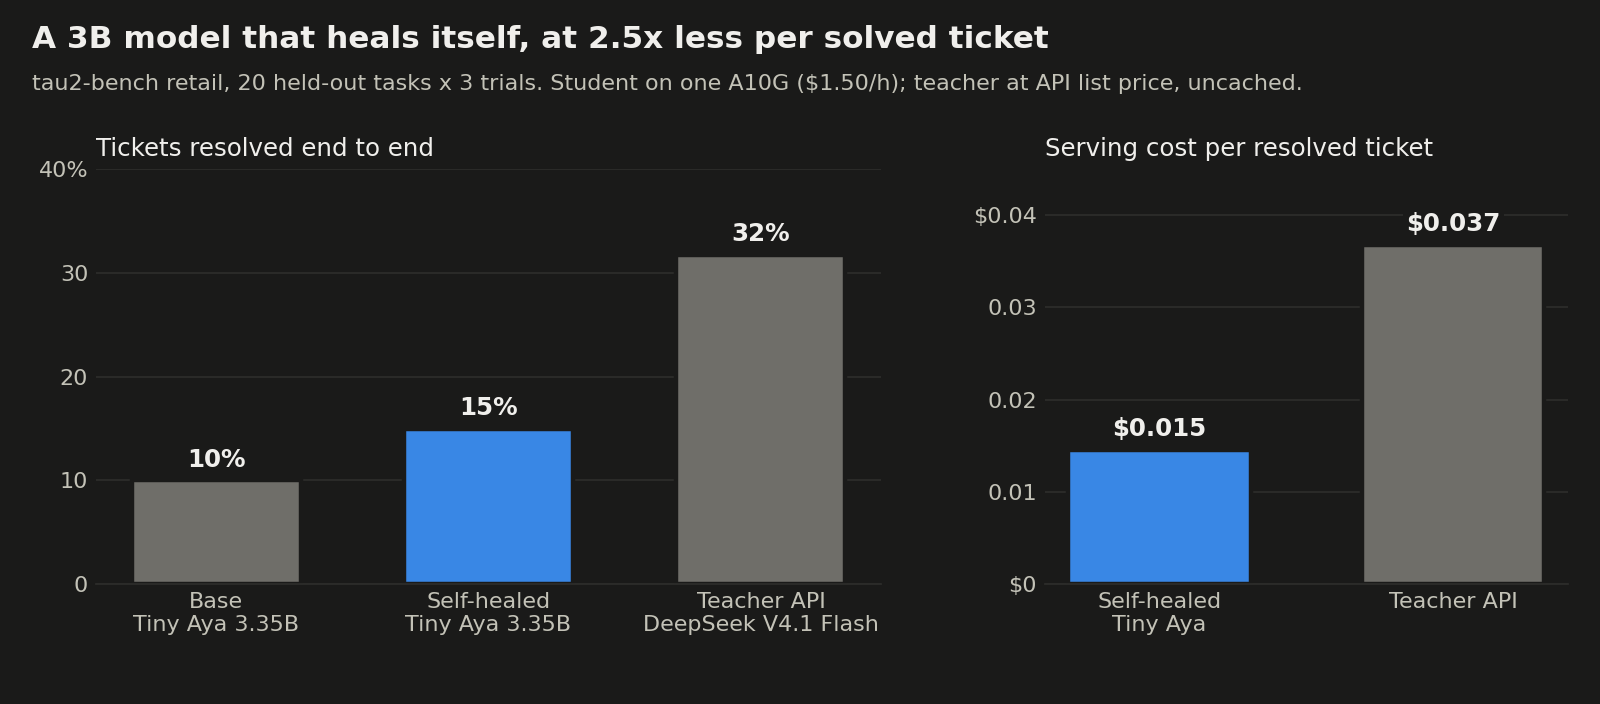 A 3B model that heals itself, at 2.5x less per solved ticket
tau2-bench retail, 20 held-out tasks x 3 trials. Student on one A10G ($1.50/h); teacher at API list price, uncached.
Tickets resolved end to end
40%
30
20
10
0
10%
15%
32%
Base
Tiny Aya 3.35B
Self-healed
Tiny Aya 3.35B
Teacher API
DeepSeek V4.1 Flash
Serving cost per resolved ticket
$0.04
0.03
0.02
0.01
$0
$0.015
$0.037
Self-healed
Tiny Aya
Teacher API